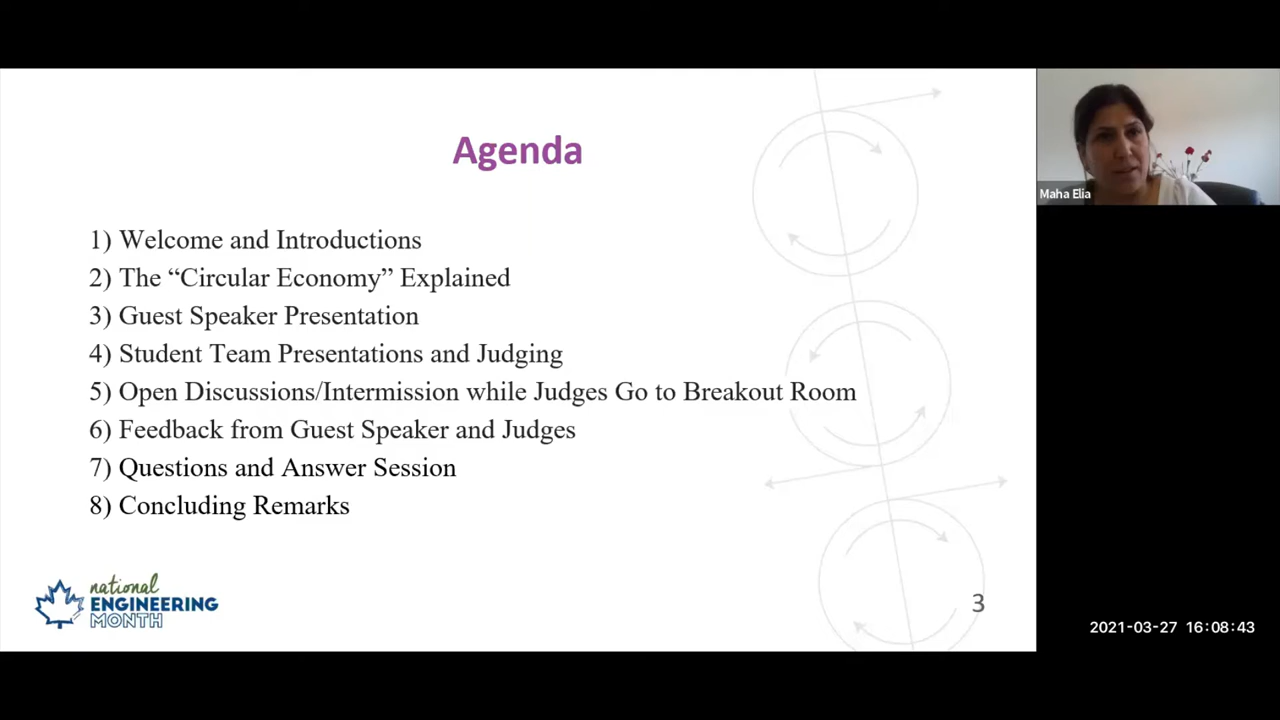 Agenda
1) Welcome and Introductions
2) The “Circular Economy” Explained
3) Guest Speaker Presentation
4) Student Team Presentations and Judging
5) Open Discussions/Intermission while Judges Go to Breakout Room
6) Feedback from Guest Speaker and Judges
7) Questions and Answer Session
8) Concluding Remarks
national
ENGINEERING
MONTH
3
Maha Elia
2021-03-27 16:08:43